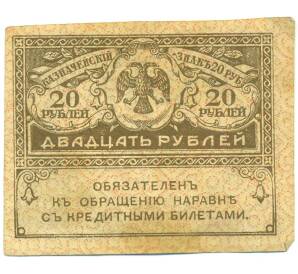 КАЗНАЧЕЙСКІЙ ЗНАКЪ 20 РУБ.
20 РУБЛЕЙ 20 РУБЛЕЙ
ДВАДЦАТЬ РУБЛЕЙ
ОБЯЗАТЕЛЕНЪ
КЪ ОБРАЩЕНІЮ НАРАВНѢ
СЪ КРЕДИТНЫМИ БИЛЕТАМИ.